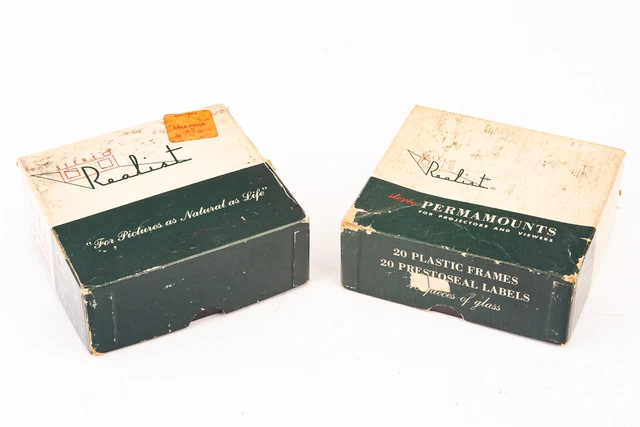 STEREO
Realist
"For Pictures as Natural as Life"
Realist
stereo PERMAMOUNTS
FOR PROJECTORS AND VIEWERS
20 PLASTIC FRAMES
20 PRESTOSEAL LABELS
pieces of glass